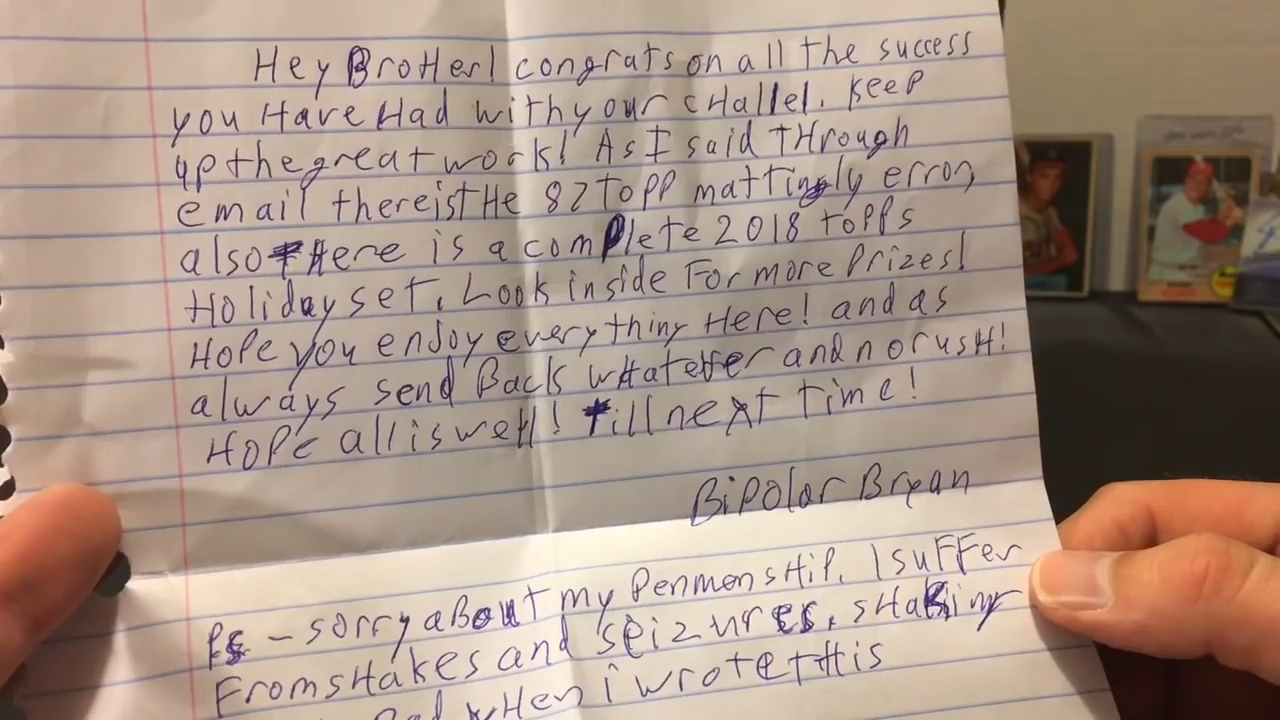 Hey Brother! congrats on all the success
you Have Had with your cHallel. Keep
up the great work! As I said tHrough
email there is tHe 82 topp mattingly error,
also tHere is a complete 2018 topps
Holiday set. Look inside For more Prizes!
Hope you enjoy everything Here! and as
always send Back wHatever and no rusH!
Hope all is well! till next time!
Bipolar Bryan
Ps - sorry aBout my PenmansHip. I suFFer
From sHakes and seizures. sHaking
wHen i wrote tHis